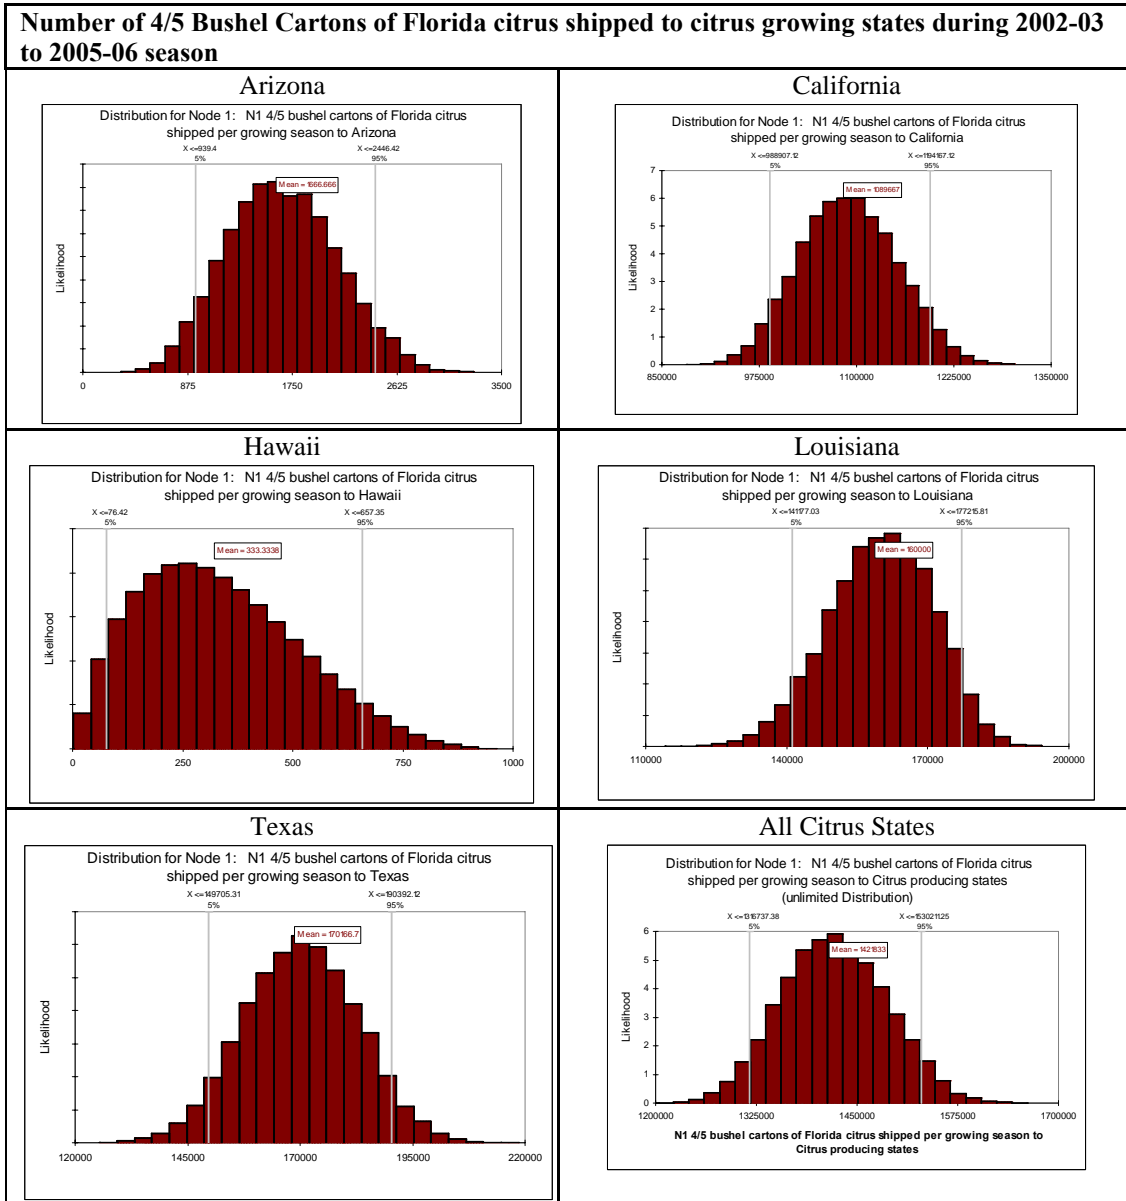 Number of 4/5 Bushel Cartons of Florida citrus shipped to citrus growing states during 2002-03
to 2005-06 season
Arizona
Distribution for Node 1: N1 4/5 bushel cartons of Florida citrus
shipped per growing season to Arizona
X <=939.4
5%
X <=2446.42
95%
Mean = 1666.666
Likelihood
0
875
1750
2625
3500
California
Distribution for Node 1: N1 4/5 bushel cartons of Florida citrus
shipped per growing season to California
X <=988907.12
5%
X <=1194167.12
95%
7
Mean = 1089667
6
5
4
3
2
1
0
Likelihood
850000
975000
1100000
1225000
1350000
Hawaii
Distribution for Node 1: N1 4/5 bushel cartons of Florida citrus
shipped per growing season to Hawaii
X <=76.42
5%
X <=657.35
95%
Mean = 333.3338
Likelihood
0
250
500
750
1000
Louisiana
Distribution for Node 1: N1 4/5 bushel cartons of Florida citrus
shipped per growing season to Louisiana
X <=141177.03
5%
X <=177215.81
95%
Mean = 160000
Likelihood
110000
140000
170000
200000
Texas
Distribution for Node 1: N1 4/5 bushel cartons of Florida citrus
shipped per growing season to Texas
X <=149705.31
5%
X <=190392.12
95%
Mean = 170166.7
Likelihood
120000
145000
170000
195000
220000
All Citrus States
Distribution for Node 1: N1 4/5 bushel cartons of Florida citrus
shipped per growing season to Citrus producing states
(unlimited Distribution)
X <=1316737.38
5%
X <=1530211.25
95%
6
Mean = 1421833
5
4
3
2
1
0
Likelihood
1200000
1325000
1450000
1575000
1700000
N1 4/5 bushel cartons of Florida citrus shipped per growing season to
Citrus producing states